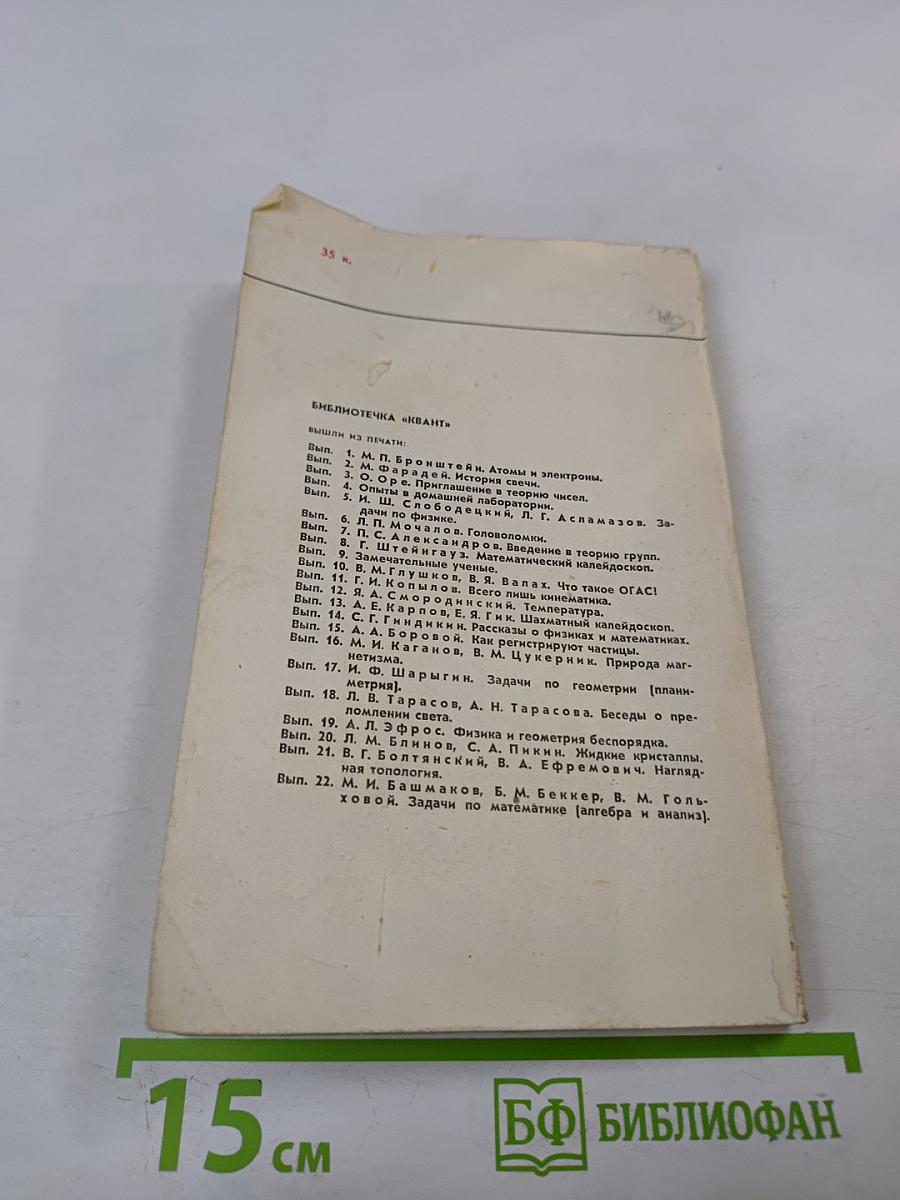 35 к.
БИБЛИОТЕЧКА «КВАНТ»
ВЫШЛИ ИЗ ПЕЧАТИ:
Вып. 1. М. П. Бронштейн. Атомы и электроны.
Вып. 2. М. Фарадей. История свечи.
Вып. 3. О. Оре. Приглашение в теорию чисел.
Вып. 4. Опыты в домашней лаборатории.
Вып. 5. И. Ш. Слободецкий, Л. Г. Асламазов. За-
дачи по физике.
Вып. 6. Л. П. Мочалов. Головоломки.
Вып. 7. П. С. Александров. Введение в теорию групп.
Вып. 8. Г. Штейнгауз. Математический калейдоскоп.
Вып. 9. Замечательные ученые.
Вып. 10. В. М. Глушков, В. Я. Валах. Что такое ОГАС!
Вып. 11. Г. И. Копылов. Всего лишь кинематика.
Вып. 12. Я. А. Смородинский. Температура.
Вып. 13. А. Е. Карпов, Е. Я. Гик. Шахматный калейдоскоп.
Вып. 14. С. Г. Гиндикин. Рассказы о физиках и математиках.
Вып. 15. А. А. Боровой. Как регистрируют частицы.
Вып. 16. М. И. Каганов, В. М. Цукерник. Природа маг-
нетизма.
Вып. 17. И. Ф. Шарыгин. Задачи по геометрии (плани-
метрия).
Вып. 18. Л. В. Тарасов, А. Н. Тарасова. Беседы о пре-
ломлении света.
Вып. 19. А. Л. Эфрос. Физика и геометрия беспорядка.
Вып. 20. Л. М. Блинов, С. А. Пикин. Жидкие кристаллы.
Вып. 21. В. Г. Болтянский, В. А. Ефремович. Нагляд-
ная топология.
Вып. 22. М. И. Башмаков, Б. М. Беккер, В. М. Голь-
ховой. Задачи по математике (алгебра и анализ).
15 см
БФ БИБЛИОФАН